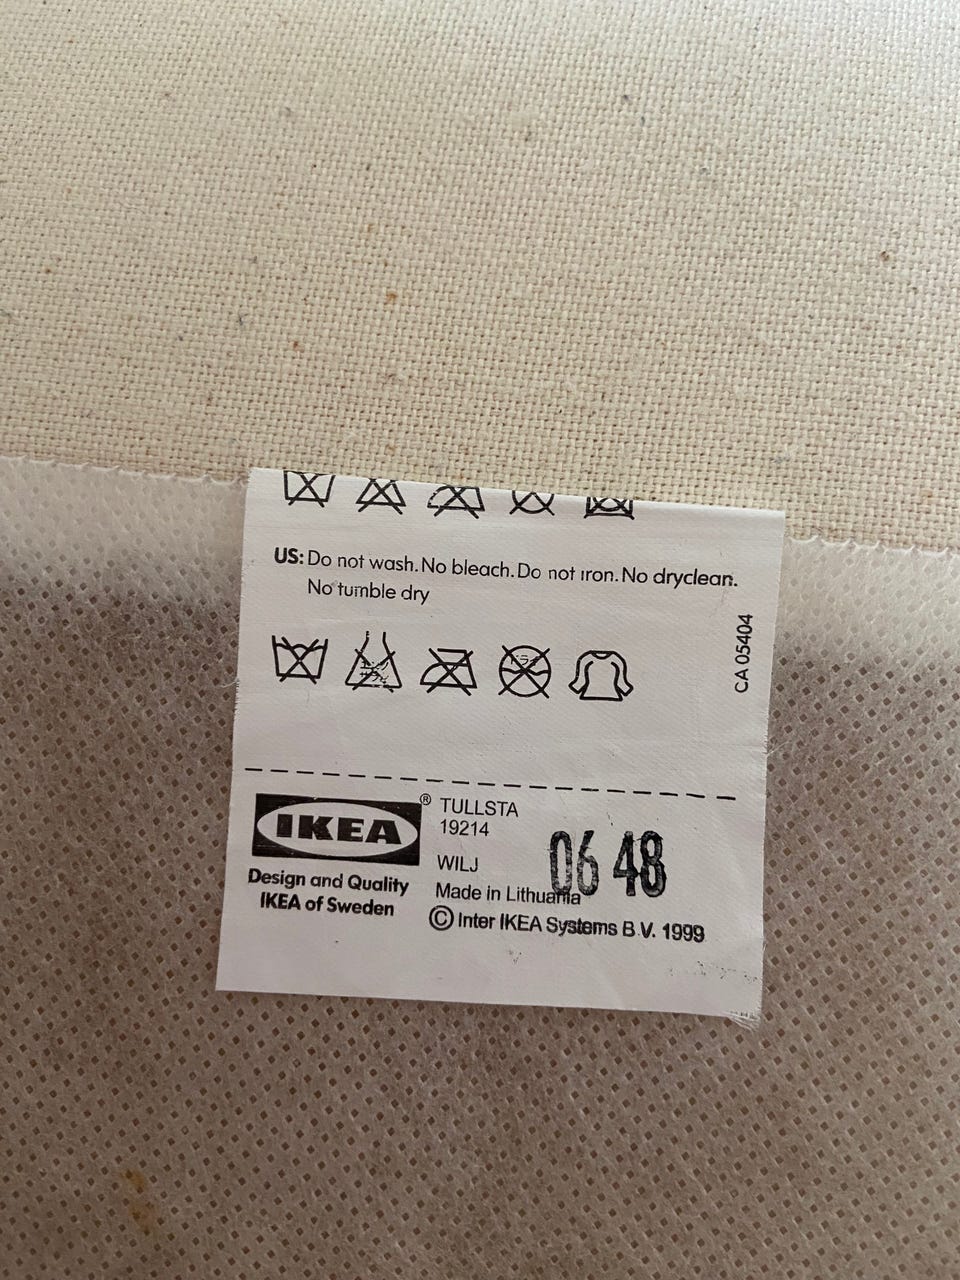 US: Do not wash. No bleach. Do not iron. No dryclean.
No tumble dry
CA 05404
IKEA ®
Design and Quality
IKEA of Sweden
TULLSTA
19214
WILJ
Made in Lithuania
06 48
© Inter IKEA Systems B.V. 1999